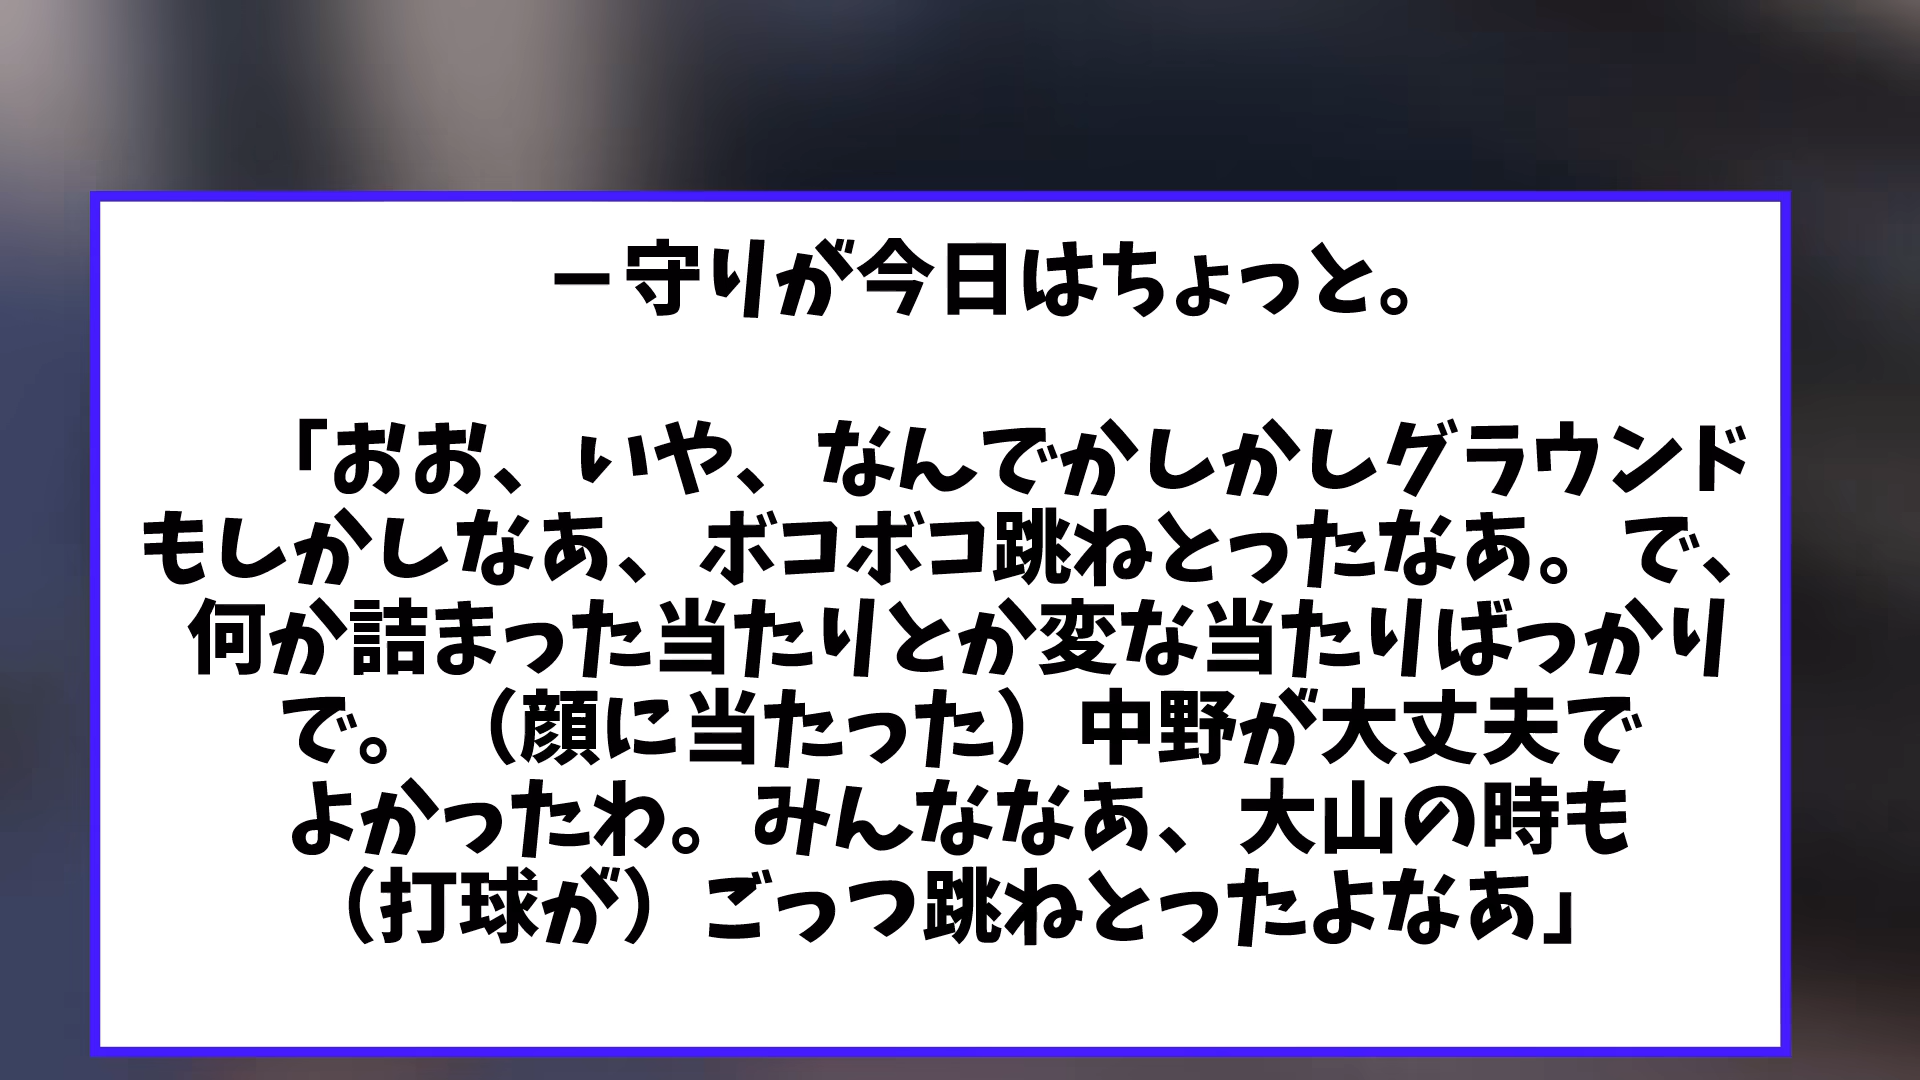 ー守りが今日はちょっと。
「おお、いや、なんでかしかしグラウンド
もしかしなあ、ボコボコ跳ねとったなあ。で、
何か詰まった当たりとか変な当たりばっかり
で。（顔に当たった）中野が大丈夫で
よかったわ。みんななあ、大山の時も
（打球が）ごっつ跳ねとったよなあ」